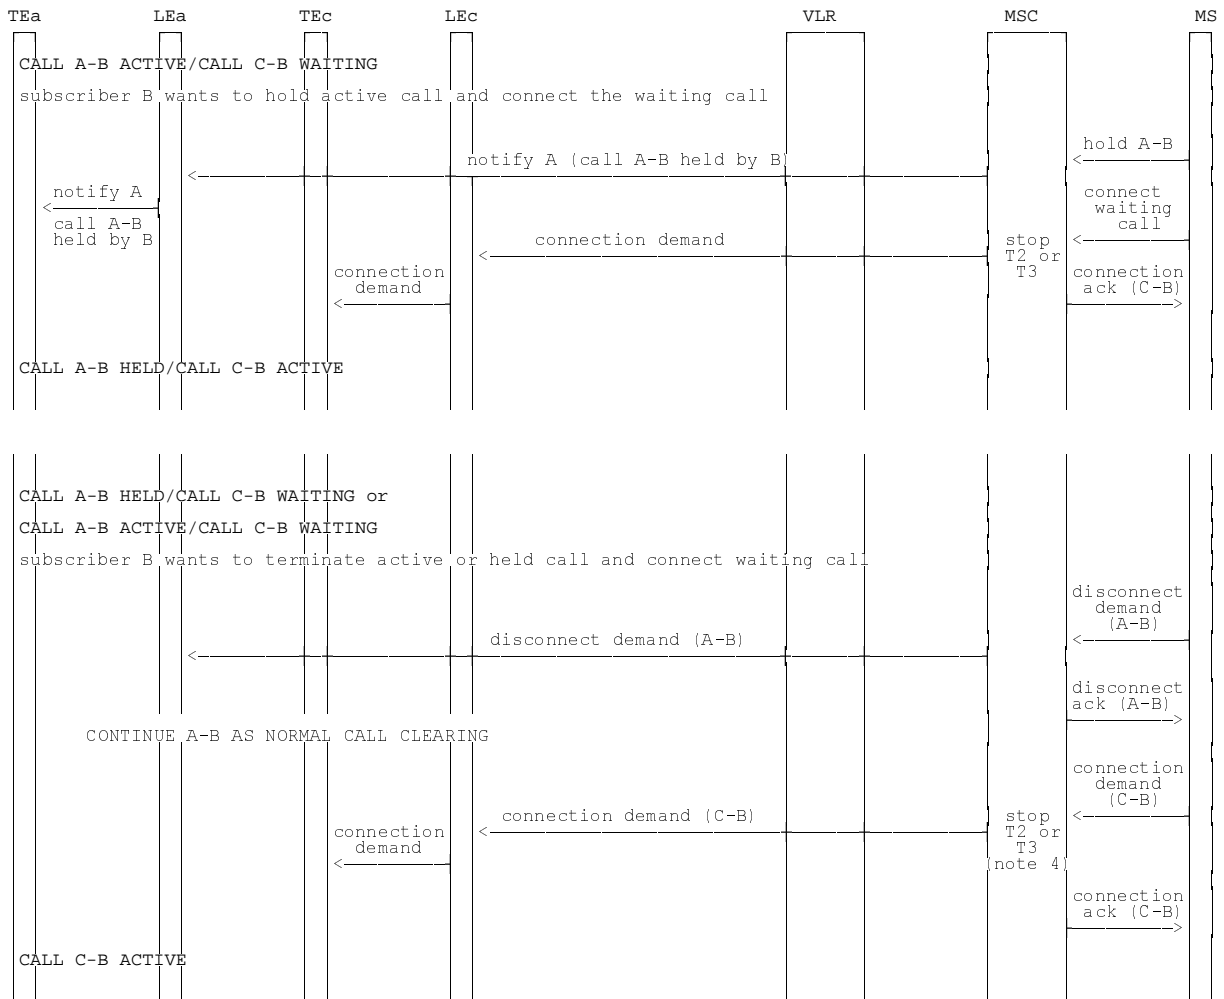 TEa LEa TEc LEc VLR MSC MS
CALL A-B ACTIVE/CALL C-B WAITING
subscriber B wants to hold active call and connect the waiting call
hold A-B
notify A (call A-B held by B)
notify A
call A-B
held by B
connect
waiting
call
connection demand
stop
T2 or
T3
connection
demand
connection
ack (C-B)
CALL A-B HELD/CALL C-B ACTIVE
CALL A-B HELD/CALL C-B WAITING or
CALL A-B ACTIVE/CALL C-B WAITING
subscriber B wants to terminate active or held call and connect waiting call
disconnect
demand
(A-B)
disconnect demand (A-B)
disconnect
ack (A-B)
CONTINUE A-B AS NORMAL CALL CLEARING
connection
demand
(C-B)
connection demand (C-B)
stop
T2 or
T3
(note 4)
connection
demand
connection
ack (C-B)
CALL C-B ACTIVE